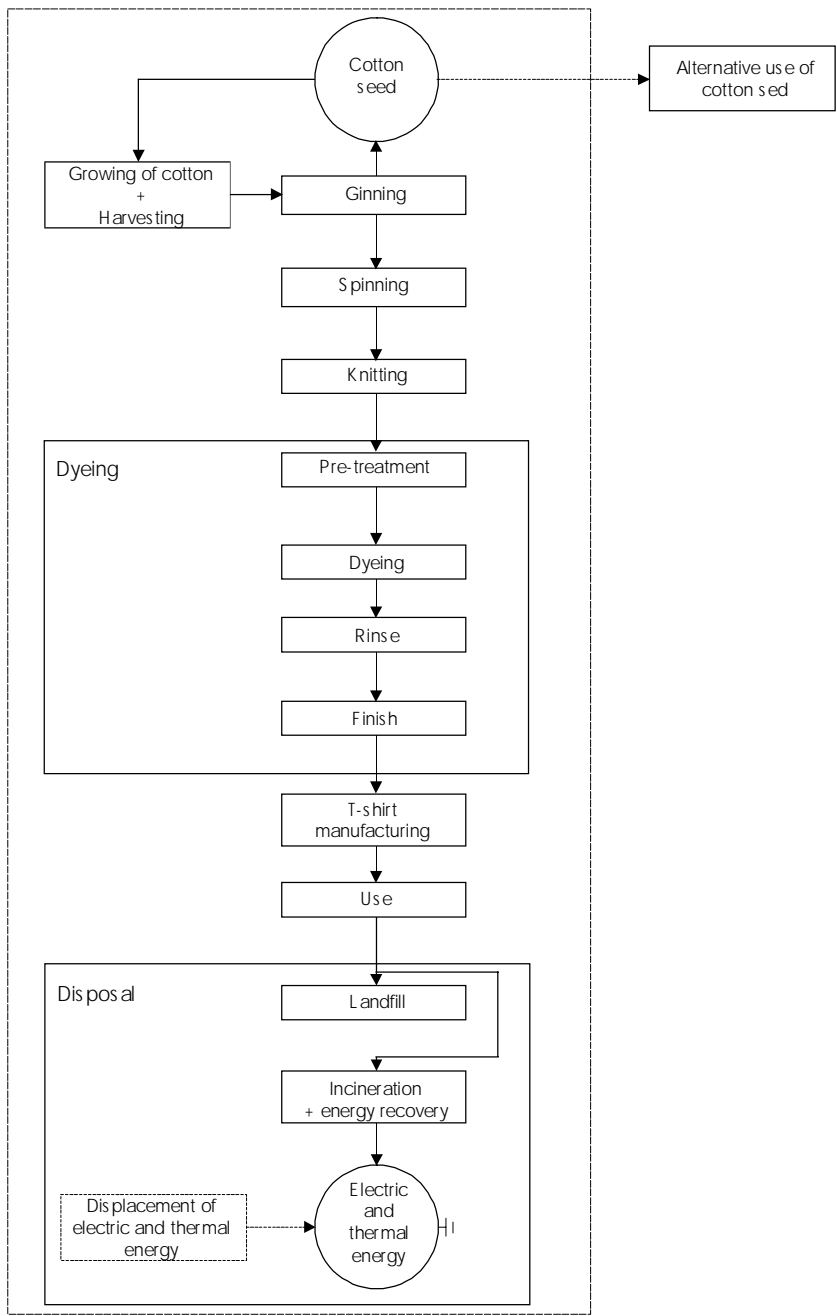 Cotton
seed
Alternative use of
cotton sed
Growing of cotton
+
Harvesting
Ginning
Spinning
Knitting
Dyeing
Pre-treatment
Dyeing
Rinse
Finish
T-shirt
manufacturing
Use
Disposal
Landfill
Incineration
+ energy recovery
Displacement of
electric and thermal
energy
Electric
and
thermal
energy